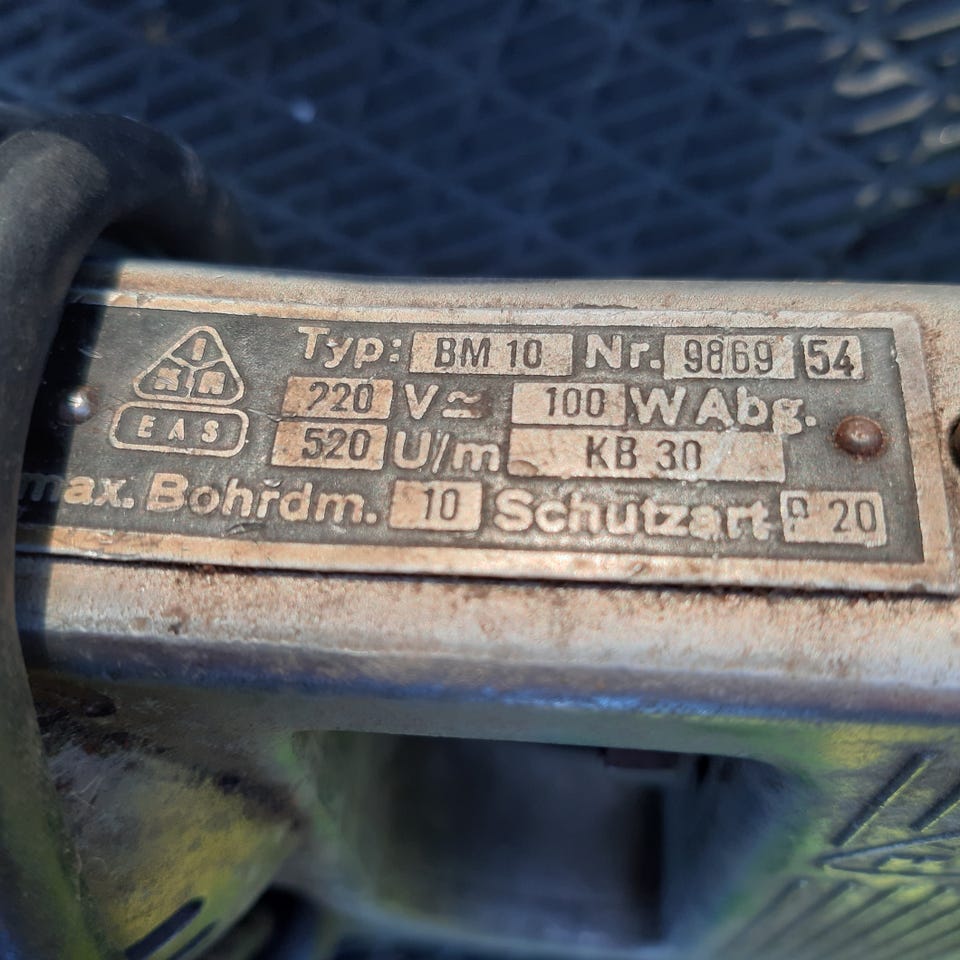 I
K A
EAS
Typ: BM 10 Nr. 9869 54
220 V≂ 100 W Abg.
520 U/m KB 30
max. Bohrdm. 10 Schutzart P 20